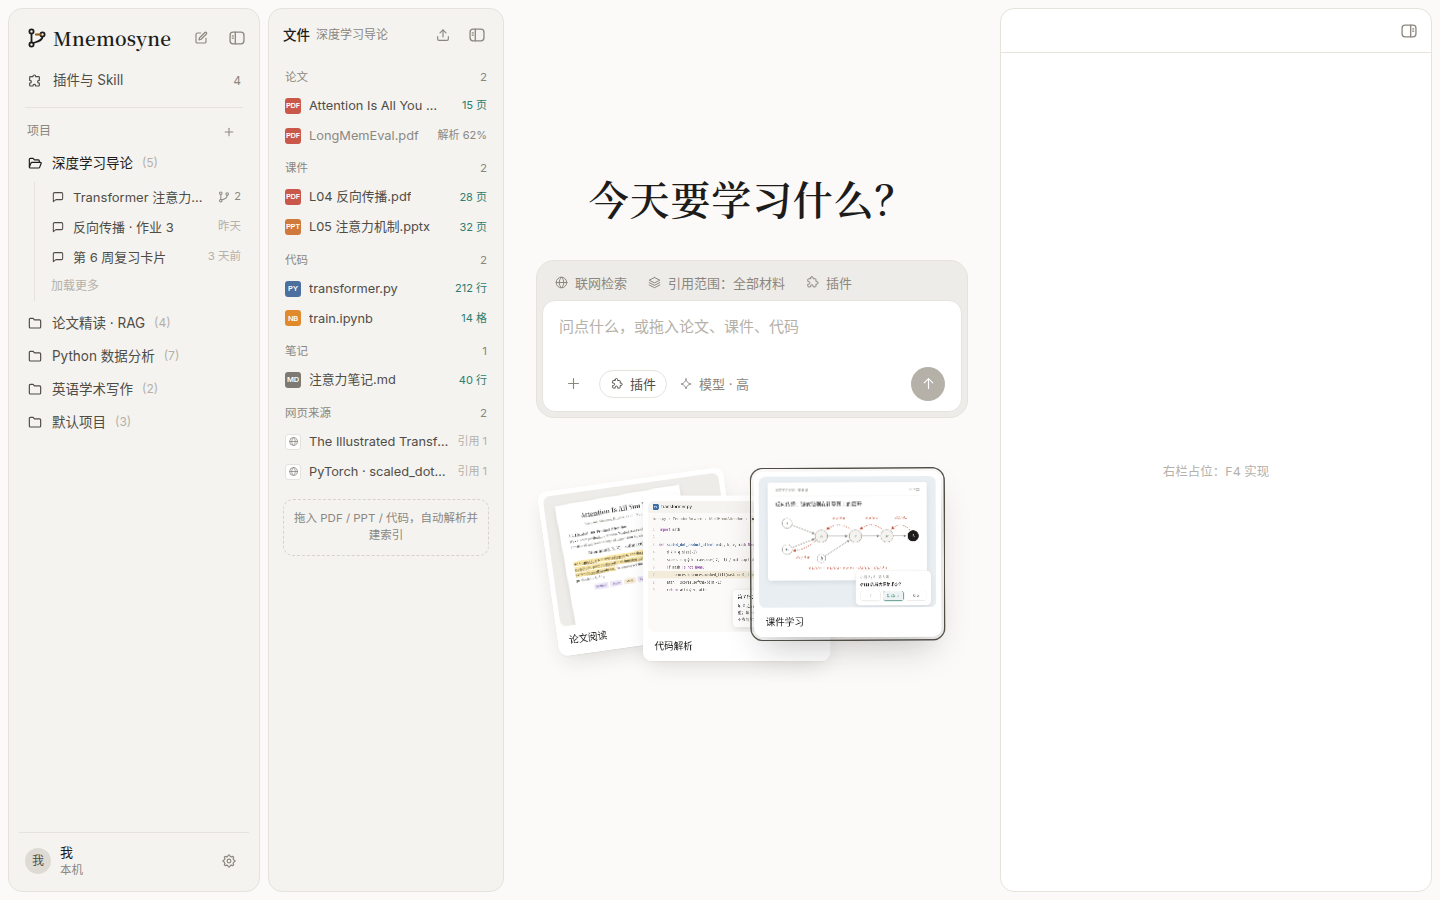 Mnemosyne
插件与 Skill 4
项目
深度学习导论 (5)
Transformer 注意力... 2
反向传播 · 作业 3 昨天
第 6 周复习卡片 3 天前
加载更多
论文精读 · RAG (4)
Python 数据分析 (7)
英语学术写作 (2)
默认项目 (3)
我 我
本机
文件 深度学习导论
论文 2
PDF Attention Is All You ... 15 页
PDF LongMemEval.pdf 解析 62%
课件 2
PDF L04 反向传播.pdf 28 页
PPT L05 注意力机制.pptx 32 页
代码 2
PY transformer.py 212 行
NB train.ipynb 14 格
笔记 1
MD 注意力笔记.md 40 行
网页来源 2
The Illustrated Transf... 引用 1
PyTorch · scaled_dot... 引用 1
拖入 PDF / PPT / 代码，自动解析并
建索引
今天要学习什么？
联网检索 引用范围：全部材料 插件
问点什么，或拖入论文、课件、代码
插件 模型 · 高
Attention Is All You
论文阅读
transformer.py
import math
代码解析
课件学习
右栏占位：F4 实现